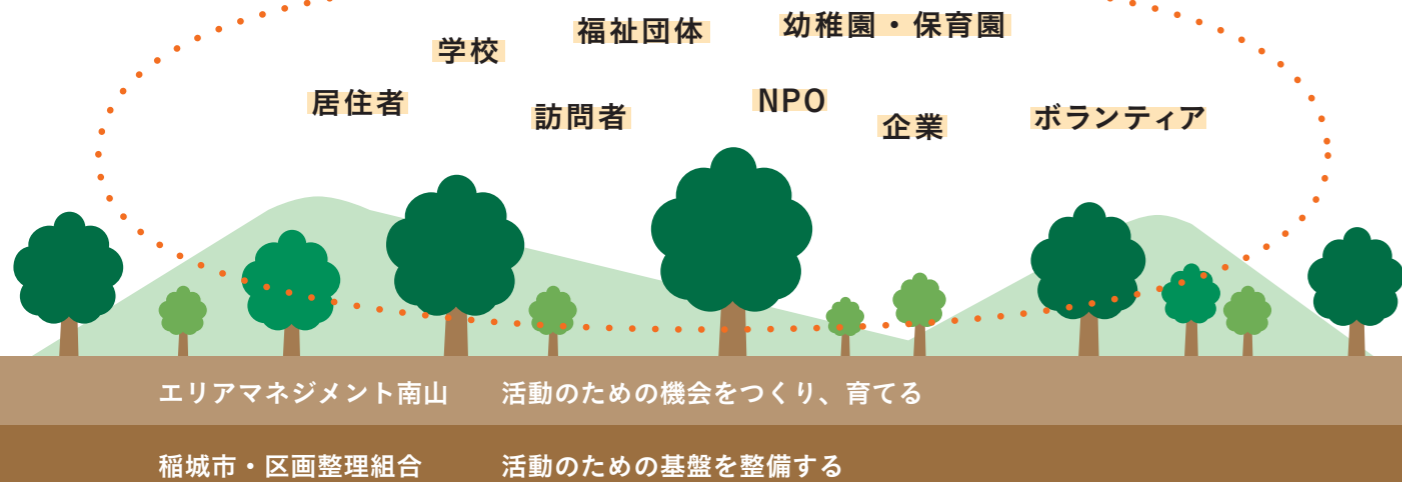 福祉団体
幼稚園・保育園
学校
居住者
訪問者
NPO
企業
ボランティア
エリアマネジメント南山 活動のための機会をつくり、育てる
稲城市・区画整理組合 活動のための基盤を整備する